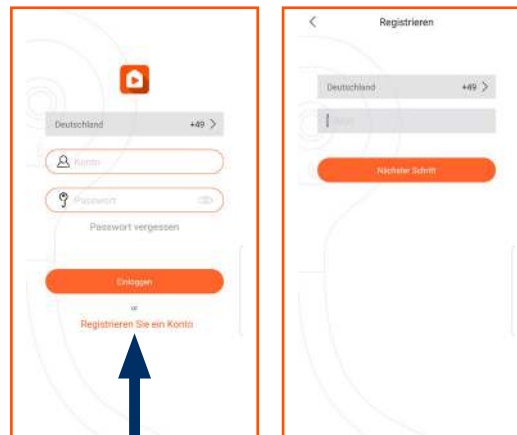 Deutschland +49
Konto
Passwort
Passwort vergessen
Einloggen
or
Registrieren Sie ein Konto
Registrieren
Deutschland +49
Nächster Schritt